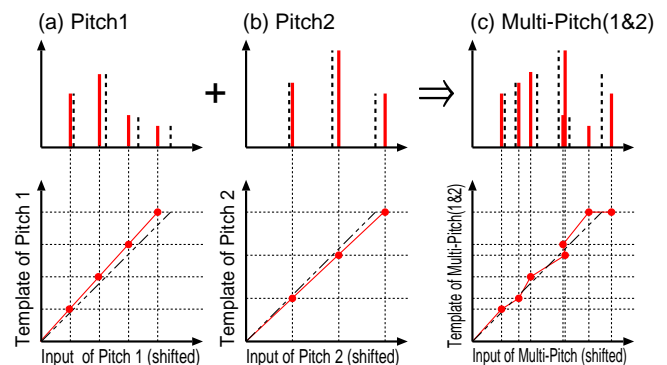 (a) Pitch1
(b) Pitch2
(c) Multi-Pitch(1&2)
+
⇒
Template of Pitch 1
Input of Pitch 1 (shifted)
Template of Pitch 2
Input of Pitch 2 (shifted)
Template of Multi-Pitch(1&2)
Input of Multi-Pitch (shifted)